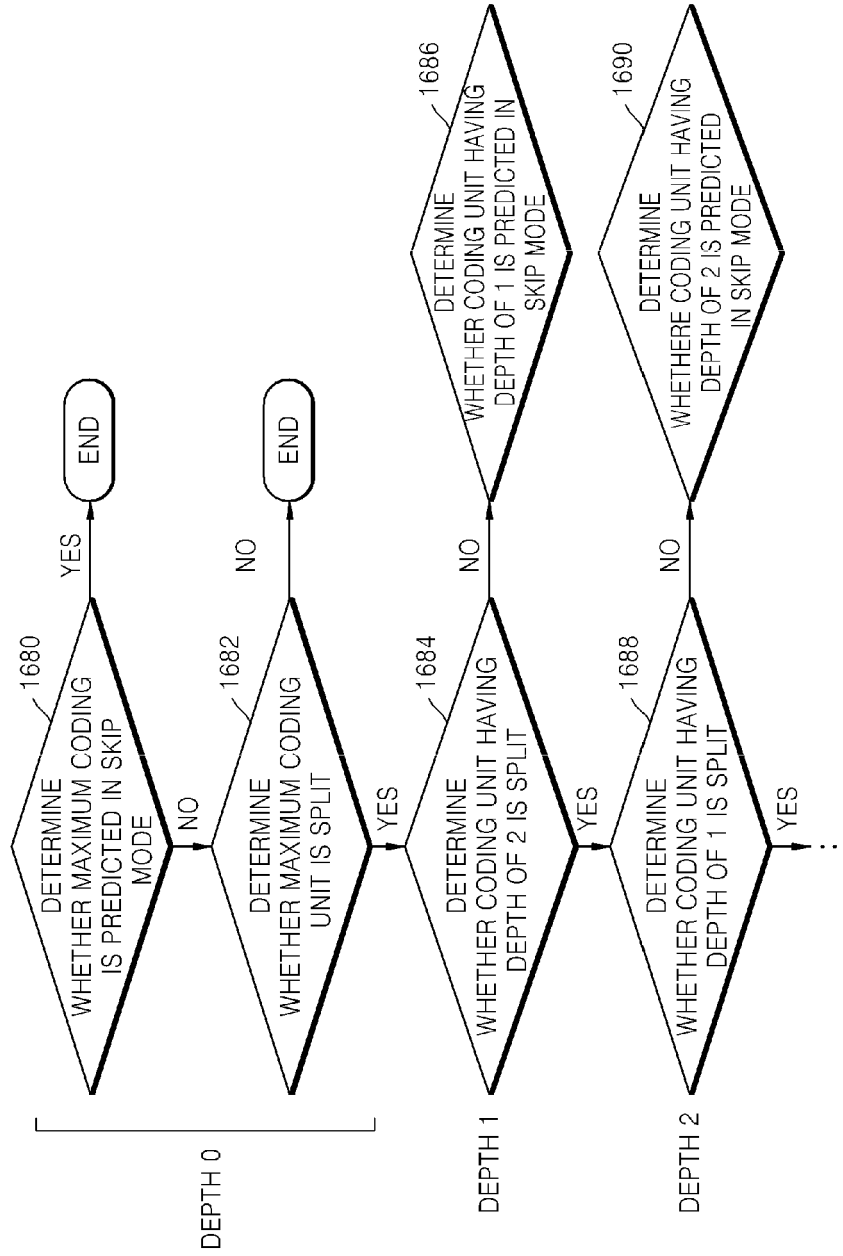 DEPTH 0
1680
DETERMINE
WHETHER MAXIMUM CODING
IS PREDICTED IN SKIP
MODE
YES
END
NO
1682
DETERMINE
WHETHER MAXIMUM CODING
UNIT IS SPLIT
NO
END
YES
DEPTH 1
1684
DETERMINE
WHETHER CODING UNIT HAVING
DEPTH OF 2 IS SPLIT
NO
1686
DETERMINE
WHETHER CODING UNIT HAVING
DEPTH OF 1 IS PREDICTED IN
SKIP MODE
YES
DEPTH 2
1688
DETERMINE
WHETHER CODING UNIT HAVING
DEPTH OF 1 IS SPLIT
NO
1690
DETERMINE
WHETHERE CODING UNIT HAVING
DEPTH OF 2 IS PREDICTED
IN SKIP MODE
YES